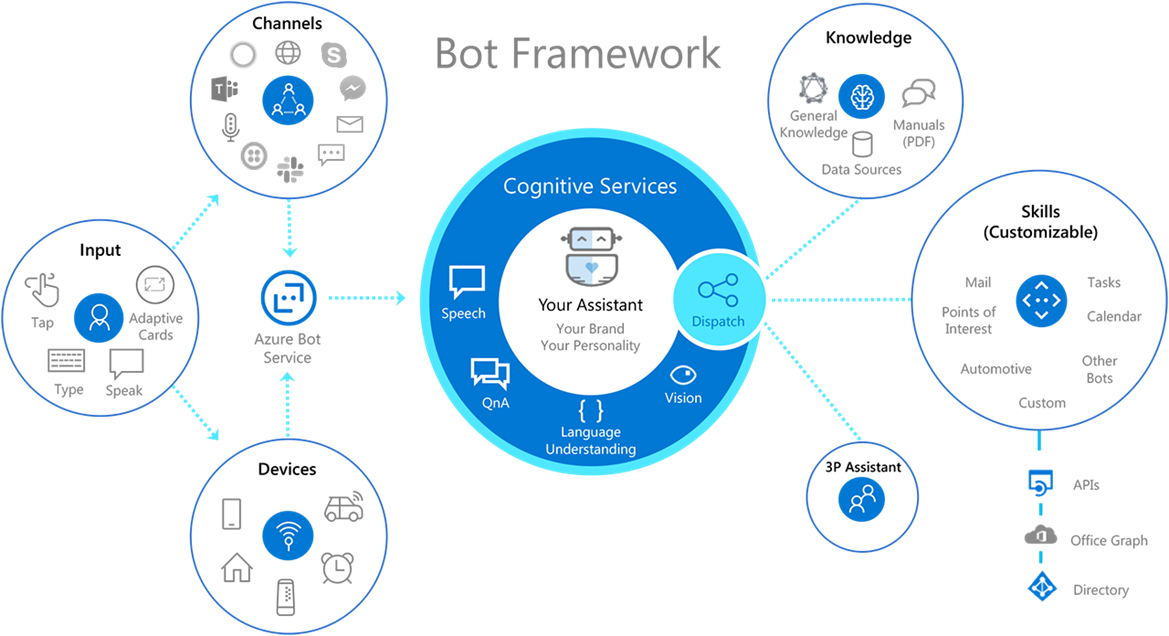 Bot Framework
Channels
T
S
Input
Tap
Adaptive
Cards
Type
Speak
Devices
Azure Bot
Service
Cognitive Services
Your Assistant
Your Brand
Your Personality
Speech
QnA
{ }
Language
Understanding
Vision
Dispatch
Knowledge
General
Knowledge
Manuals
(PDF)
Data Sources
Skills
(Customizable)
Mail
Tasks
Points of
Interest
Calendar
Automotive
Other
Bots
Custom
3P Assistant
APIs
Office Graph
Directory